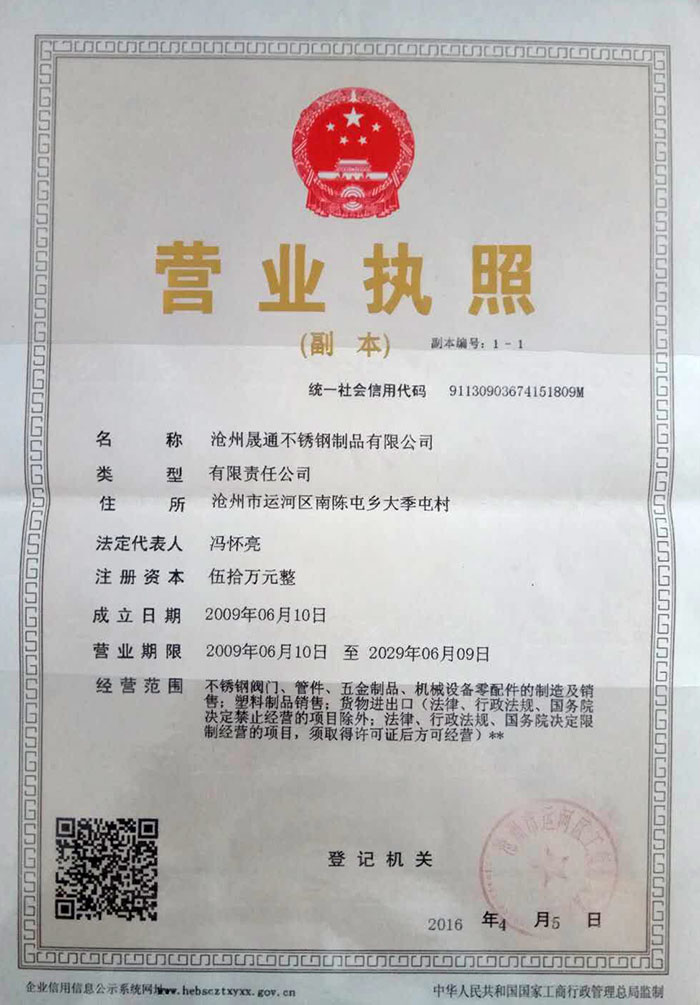 营业执照
(副 本) 副本编号：1 - 1
统一社会信用代码 91130903674151809M
名称 沧州晟通不锈钢制品有限公司
类型 有限责任公司
住所 沧州市运河区南陈屯乡大季屯村
法定代表人 冯怀亮
注册资本 伍拾万元整
成立日期 2009年06月10日
营业期限 2009年06月10日 至 2029年06月09日
经营范围 不锈钢阀门、管件、五金制品、机械设备零配件的制造及销
售；塑料制品销售；货物进出口（法律、行政法规、国务院
决定禁止经营的项目除外；法律、行政法规、国务院决定限
制经营的项目，须取得许可证后方可经营）**
登记机关
2016 年4 月5 日
企业信用信息公示系统网址www.hebscztxyxx.gov.cn 中华人民共和国国家工商行政管理总局监制